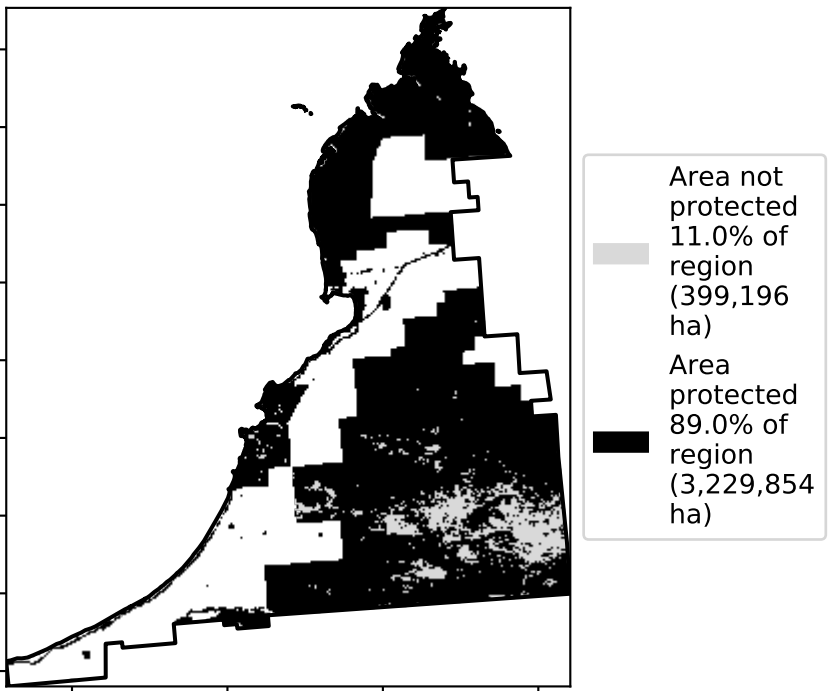 Area not
protected
11.0% of
region
(399,196
ha)
Area
protected
89.0% of
region
(3,229,854
ha)